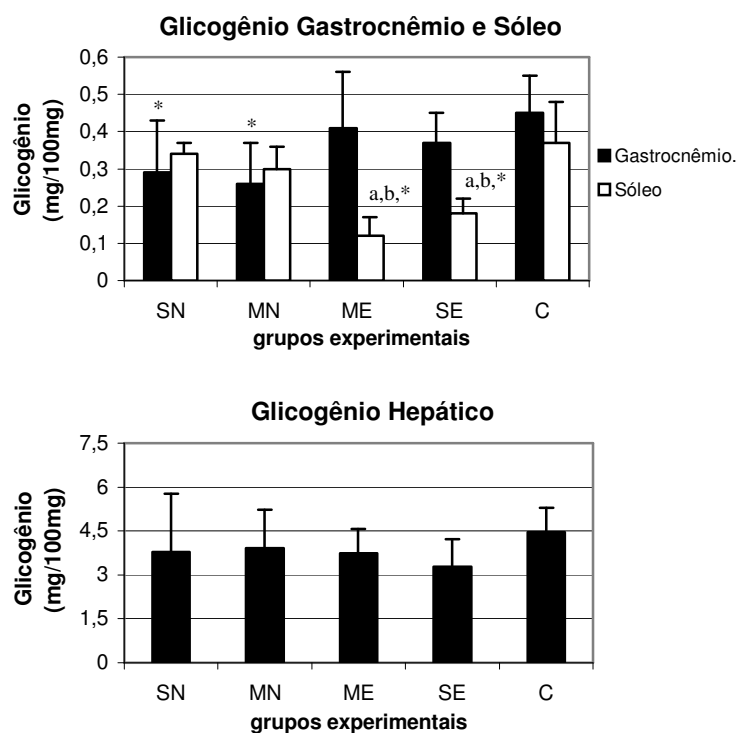 Glicogênio Gastrocnêmio e Sóleo
Glicogênio
(mg/100mg)
0,6
0,5
0,4
0,3
0,2
0,1
0
*
*
a,b,*
a,b,*
Gastrocnêmio.
Sóleo
SN MN ME SE C
grupos experimentais
Glicogênio Hepático
Glicogênio
(mg/100mg)
7,5
6
4,5
3
1,5
0
SN MN ME SE C
grupos experimentais